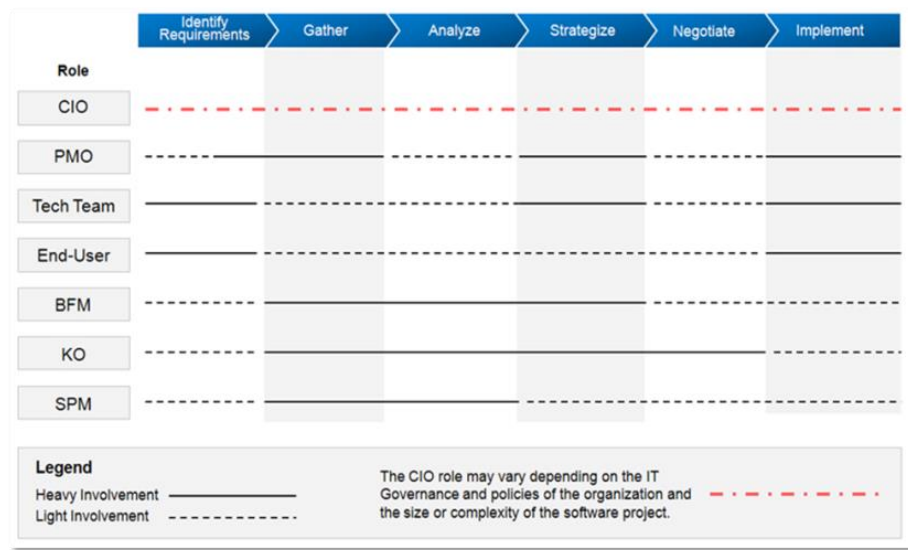 Identify
Requirements
Gather
Analyze
Strategize
Negotiate
Implement
Role
CIO
PMO
Tech Team
End-User
BFM
KO
SPM
Legend
Heavy Involvement
Light Involvement
The CIO role may vary depending on the IT
Governance and policies of the organization and
the size or complexity of the software project.